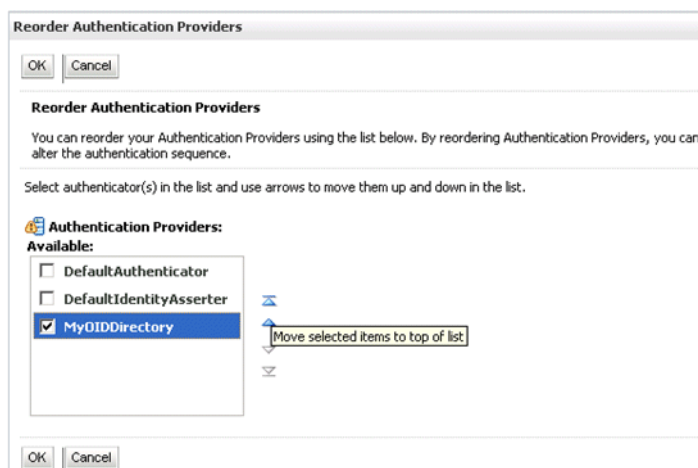 Reorder Authentication Providers
OK Cancel
Reorder Authentication Providers
You can reorder your Authentication Providers using the list below. By reordering Authentication Providers, you can
alter the authentication sequence.
Select authenticator(s) in the list and use arrows to move them up and down in the list.
Authentication Providers:
Available:
DefaultAuthenticator
DefaultIdentityAsserter
MyOIDDirectory
Move selected items to top of list
OK Cancel